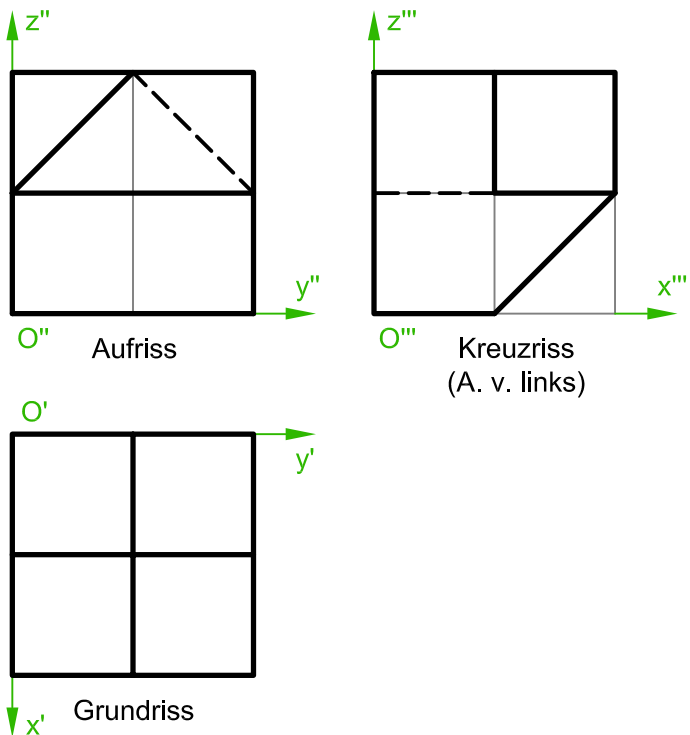 z"
z'''
y"
x'''
O"
O'''
Aufriss
Kreuzriss
(A. v. links)
O'
y'
Grundriss
x'